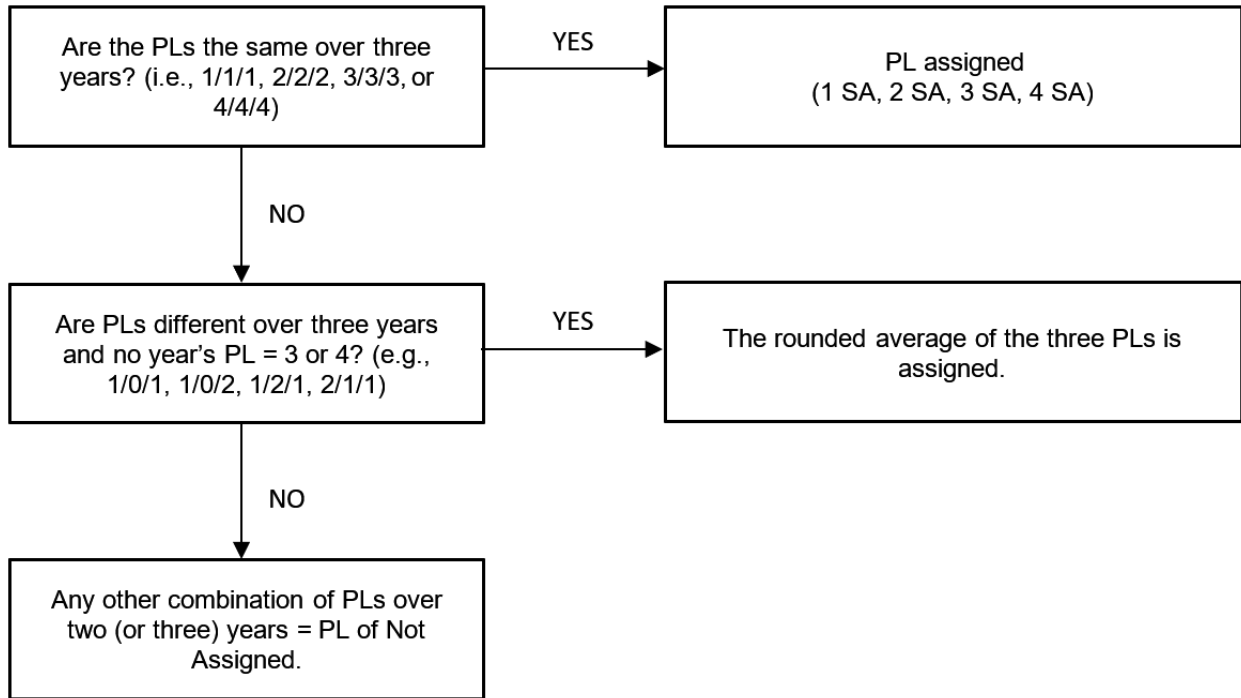 Are the PLs the same over three
years? (i.e., 1/1/1, 2/2/2, 3/3/3, or
4/4/4)
YES
PL assigned
(1 SA, 2 SA, 3 SA, 4 SA)
NO
Are PLs different over three years
and no year's PL = 3 or 4? (e.g.,
1/0/1, 1/0/2, 1/2/1, 2/1/1)
YES
The rounded average of the three PLs is
assigned.
NO
Any other combination of PLs over
two (or three) years = PL of Not
Assigned.